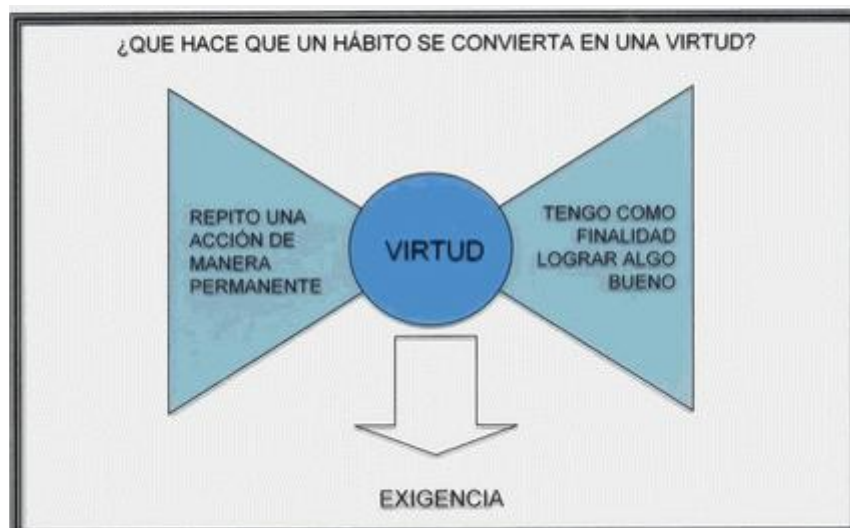 ¿QUE HACE QUE UN HÁBITO SE CONVIERTA EN UNA VIRTUD?
REPITO UNA
ACCIÓN DE
MANERA
PERMANENTE
VIRTUD
TENGO COMO
FINALIDAD
LOGRAR ALGO
BUENO
EXIGENCIA